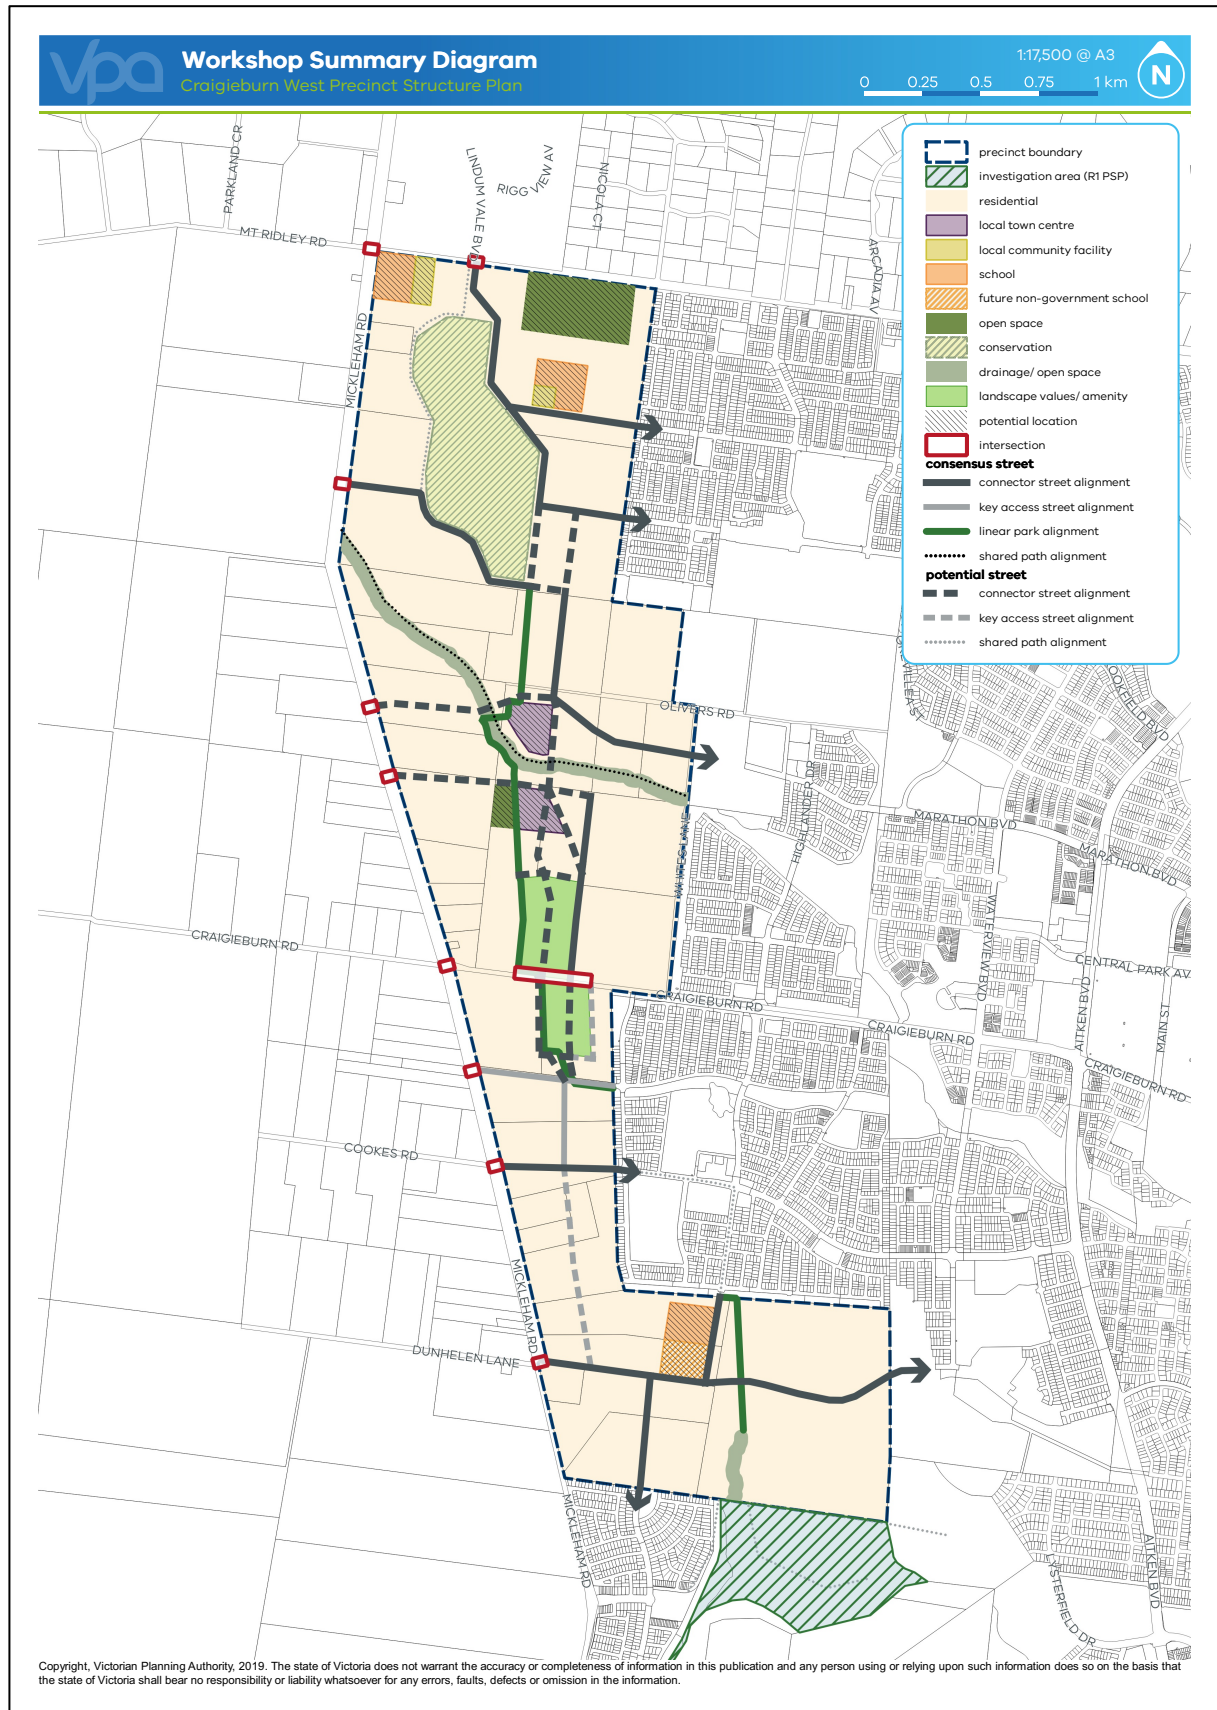 vpa
Workshop Summary Diagram
Craigieburn West Precinct Structure Plan
1:17,500 @ A3
0 0.25 0.5 0.75 1 km
N
precinct boundary
investigation area (R1 PSP)
residential
local town centre
local community facility
school
future non-government school
open space
conservation
drainage/ open space
landscape values/ amenity
potential location
intersection
consensus street
connector street alignment
key access street alignment
linear park alignment
shared path alignment
potential street
connector street alignment
key access street alignment
shared path alignment
PARKLAND CR
LINDUM VALE BVD
RIGG VIEW AV
NICOLA CT
ARCADIA AV
MT RIDLEY RD
MICKLEHAM RD
OLIVERS RD
HIGHLANDER DR
MARATHON BVD
MARATHON BVD
WHITES LANE
WATERVIEW BVD
CENTRAL PARK AV
CRAIGIEBURN RD
CRAIGIEBURN RD
CRAIGIEBURN RD
CRAIGIEBURN RD
AITKEN BVD
MAIN ST
COOKES RD
MICKLEHAM RD
DUNHELEN LANE
MICKLEHAM RD
AITKEN BVD
LYSTERFIELD DR
Copyright, Victorian Planning Authority, 2019. The state of Victoria does not warrant the accuracy or completeness of information in this publication and any person using or relying upon such information does so on the basis that
the state of Victoria shall bear no responsibility or liability whatsoever for any errors, faults, defects or omission in the information.